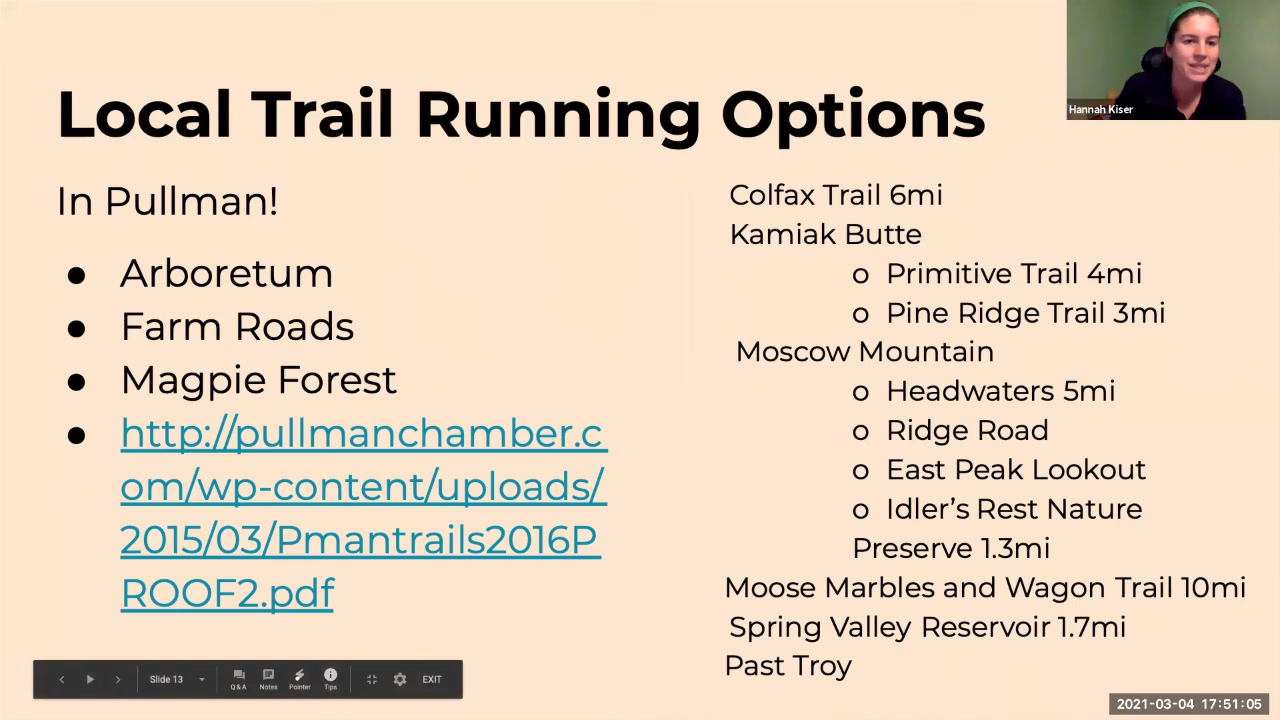 Local Trail Running Options
Hannah Kiser
In Pullman!
● Arboretum
● Farm Roads
● Magpie Forest
● http://pullmanchamber.c
om/wp-content/uploads/
2015/03/Pmantrails2016P
ROOF2.pdf
Colfax Trail 6mi
Kamiak Butte
o Primitive Trail 4mi
o Pine Ridge Trail 3mi
Moscow Mountain
o Headwaters 5mi
o Ridge Road
o East Peak Lookout
o Idler’s Rest Nature
Preserve 1.3mi
Moose Marbles and Wagon Trail 10mi
Spring Valley Reservoir 1.7mi
Past Troy
Slide 13
Q&A
Notes
Pointer
Tips
EXIT
2021-03-04 17:51:05